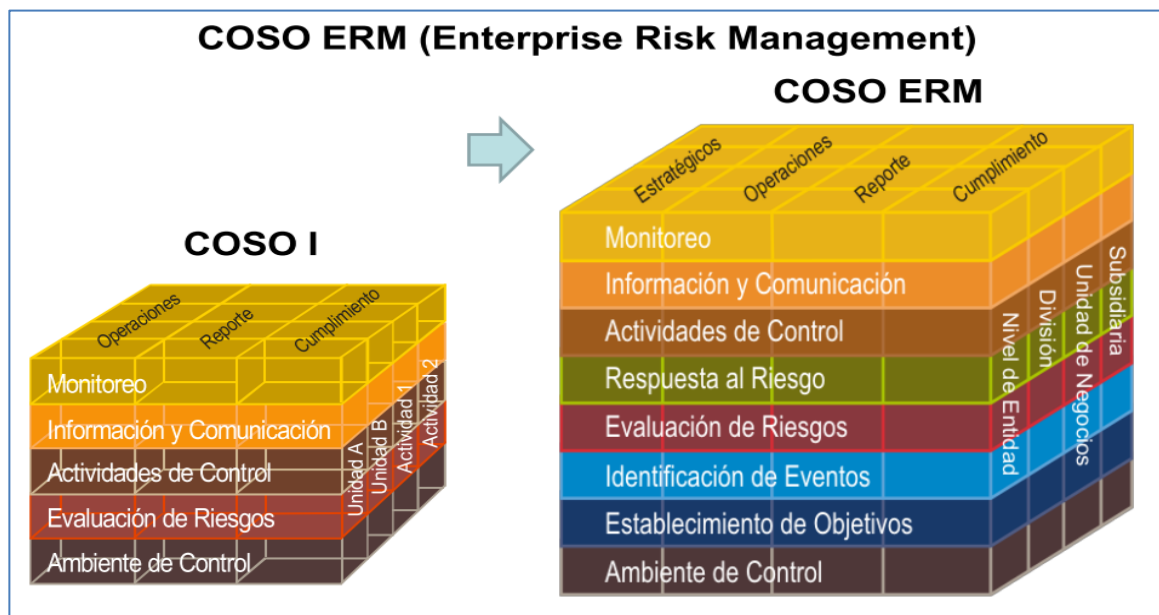 COSO ERM (Enterprise Risk Management)
COSO I
Operaciones
Reporte
Cumplimiento
Monitoreo
Información y Comunicación
Actividades de Control
Evaluación de Riesgos
Ambiente de Control
Unidad A
Unidad B
Actividad 1
Actividad 2
COSO ERM
Estratégicos
Operaciones
Reporte
Cumplimiento
Monitoreo
Información y Comunicación
Actividades de Control
Respuesta al Riesgo
Evaluación de Riesgos
Identificación de Eventos
Establecimiento de Objetivos
Ambiente de Control
Nivel de Entidad
División
Unidad de Negocios
Subsidiaria